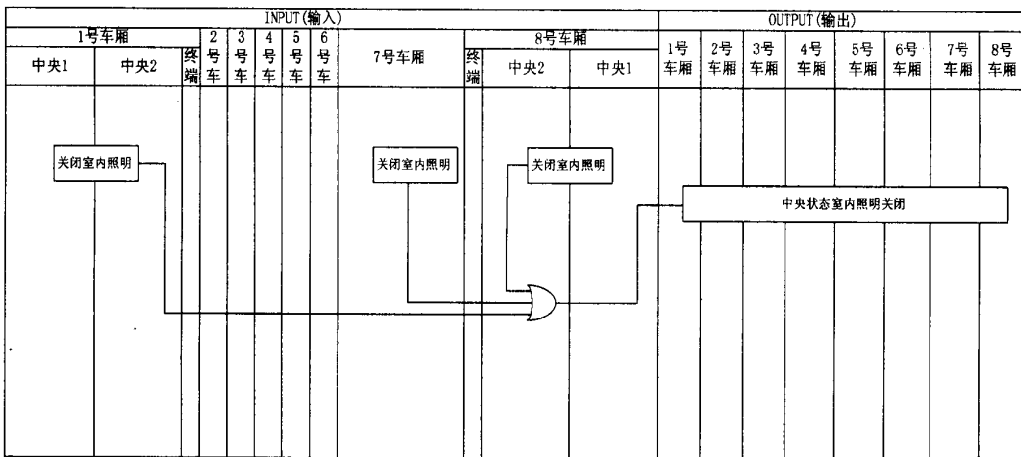 INPUT(输入)
OUTPUT(输出)
1号车厢
2号车
3号车
4号车
5号车
6号车
7号车厢
8号车厢
中央1
中央2
终端
终端
中央2
中央1
1号车厢
2号车厢
3号车厢
4号车厢
5号车厢
6号车厢
7号车厢
8号车厢
关闭室内照明
关闭室内照明
关闭室内照明
中央状态室内照明关闭